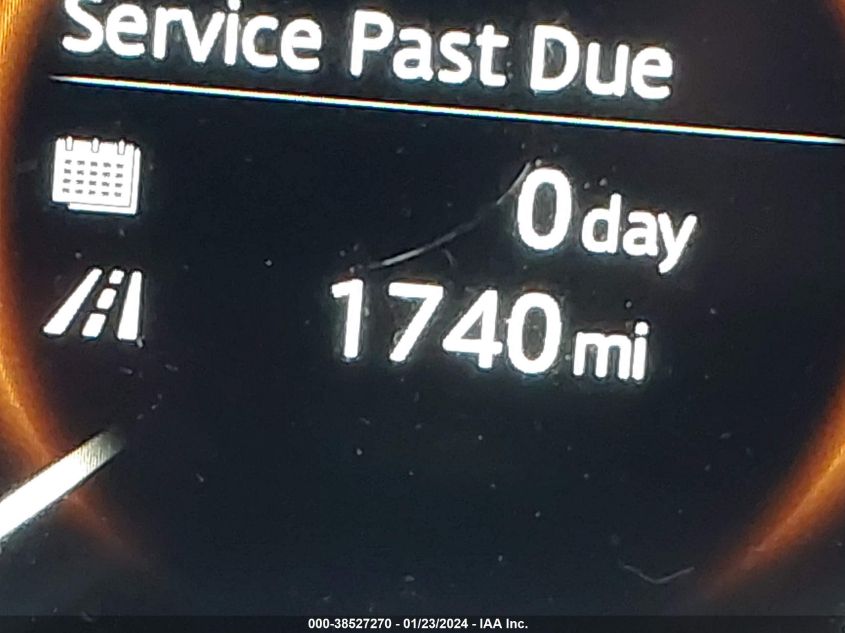 Service Past Due
0 day
1740 mi
000-38527270 - 01/23/2024 - IAA Inc.